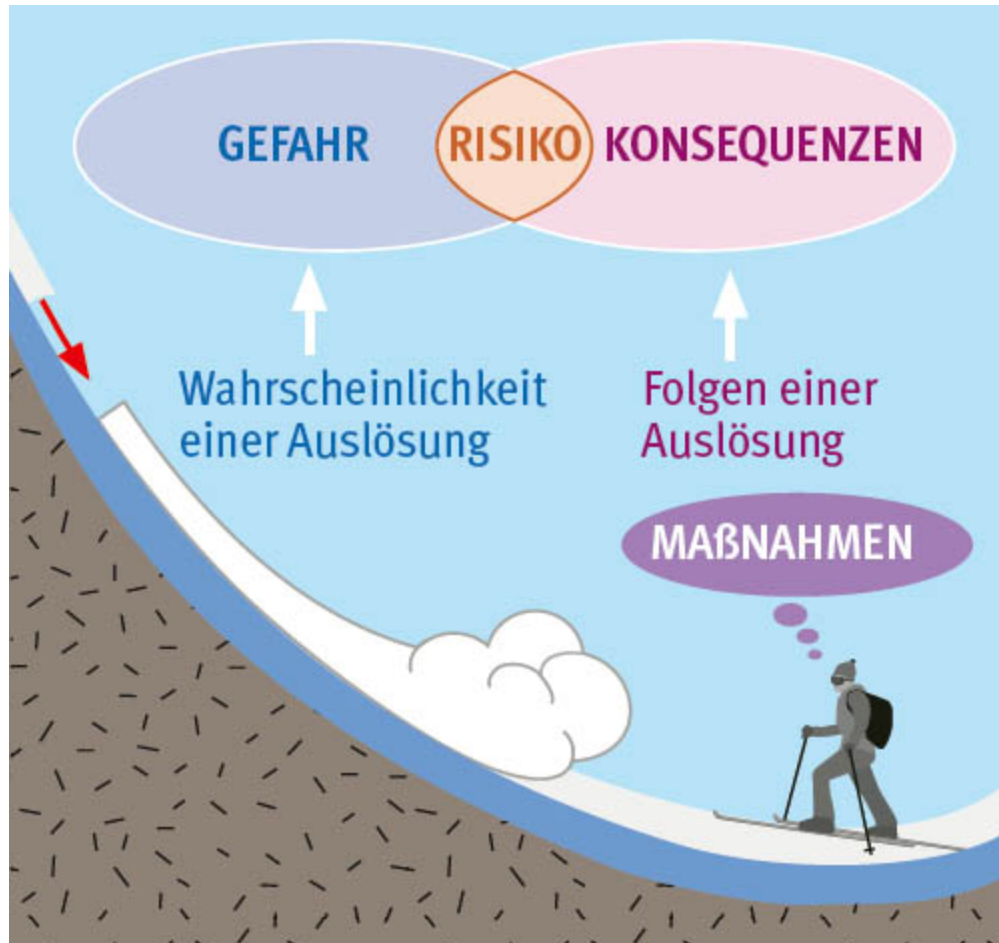 GEFAHR
RISIKO
KONSEQUENZEN
Wahrscheinlichkeit
einer Auslösung
Folgen einer
Auslösung
MAßNAHMEN